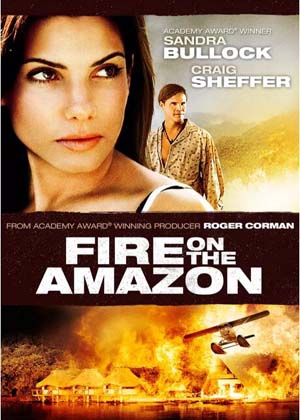 ACADEMY AWARD® WINNER
SANDRA
BULLOCK
CRAIG
SHEFFER
FROM ACADEMY AWARD® WINNING PRODUCER ROGER CORMAN
FIRE ON THE
AMAZON